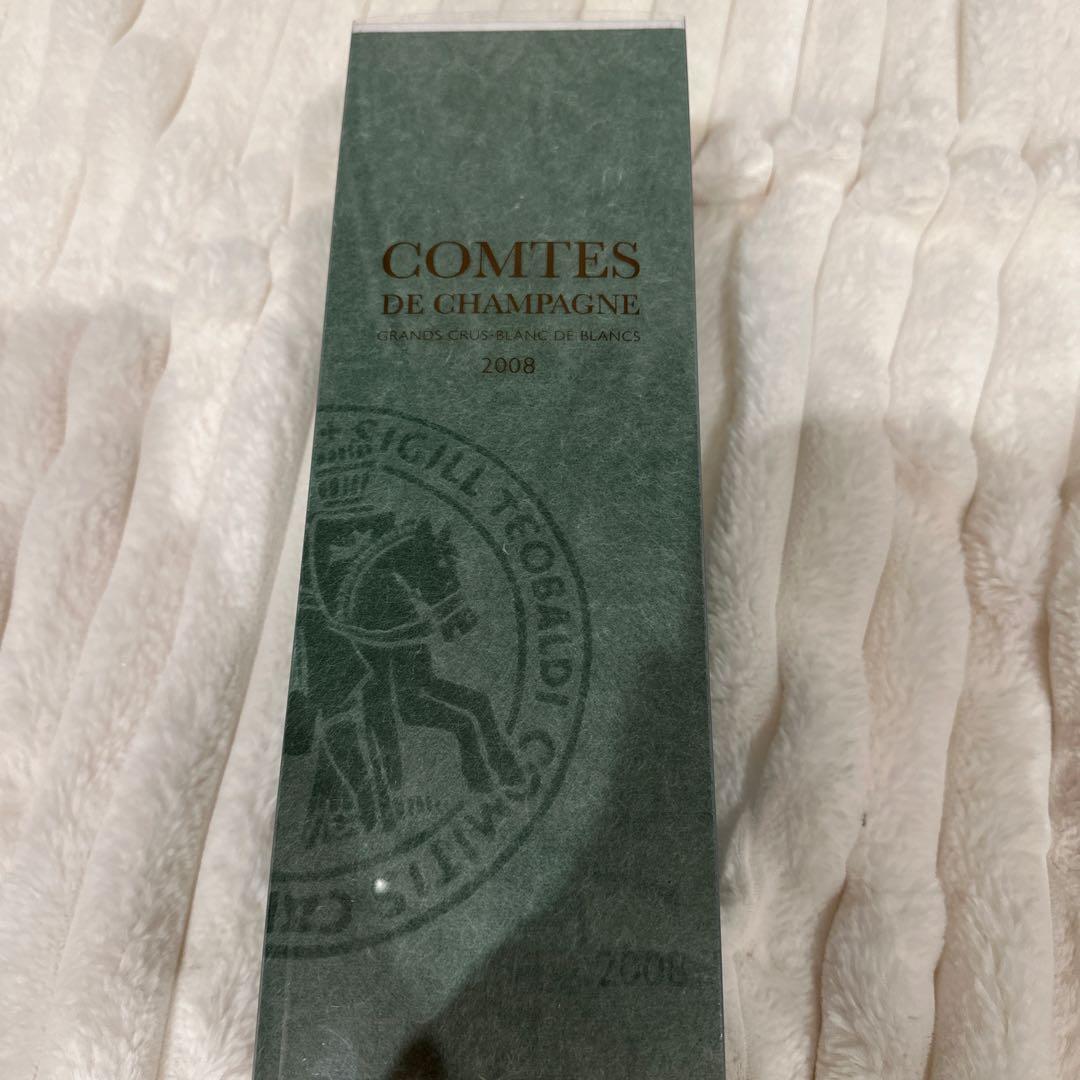 COMTES
DE CHAMPAGNE
GRANDS CRUS-BLANC DE BLANCS
2008
SIGILL TEOBALDI
2008